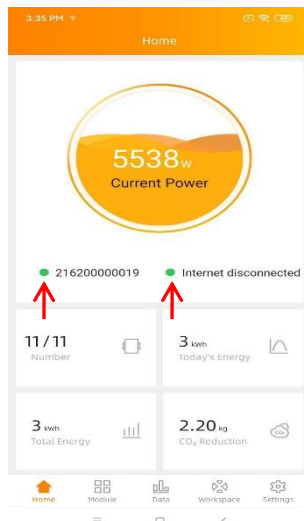 3:35 PM
Home
5538w
Current Power
216200000019
Internet disconnected
11/11
Number
3 kWh
Today's Energy
3 kWh
Total Energy
2.20 kg
CO₂ Reduction
Home
Module
Data
Workspace
Settings